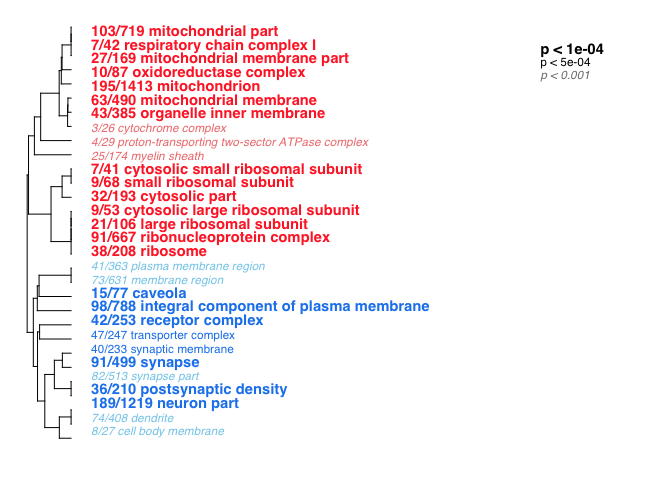 103/719 mitochondrial part
7/42 respiratory chain complex I
27/169 mitochondrial membrane part
10/87 oxidoreductase complex
195/1413 mitochondrion
63/490 mitochondrial membrane
43/385 organelle inner membrane
3/26 cytochrome complex
4/29 proton-transporting two-sector ATPase complex
25/174 myelin sheath
7/41 cytosolic small ribosomal subunit
9/68 small ribosomal subunit
32/193 cytosolic part
9/53 cytosolic large ribosomal subunit
21/106 large ribosomal subunit
91/667 ribonucleoprotein complex
38/208 ribosome
41/363 plasma membrane region
73/631 membrane region
15/77 caveola
98/788 integral component of plasma membrane
42/253 receptor complex
47/247 transporter complex
40/233 synaptic membrane
91/499 synapse
82/513 synapse part
36/210 postsynaptic density
189/1219 neuron part
74/408 dendrite
8/27 cell body membrane
p < 1e-04
p < 5e-04
p < 0.001